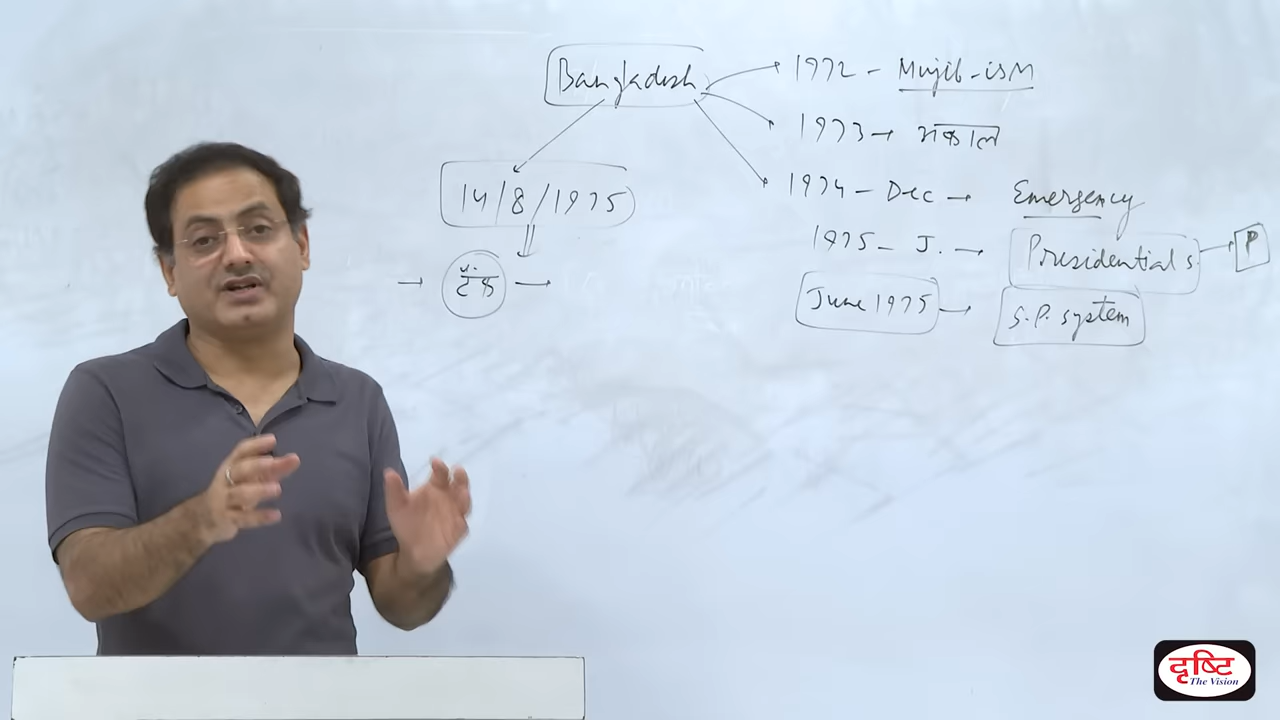 Bangladesh
1972 - Mujib-ism
1973 → अकाल
1974 - Dec → Emergency
1975 - J. → Presidential s → P
June 1975 → S.P. system
14/8/1975
दृष्टि
The Vision